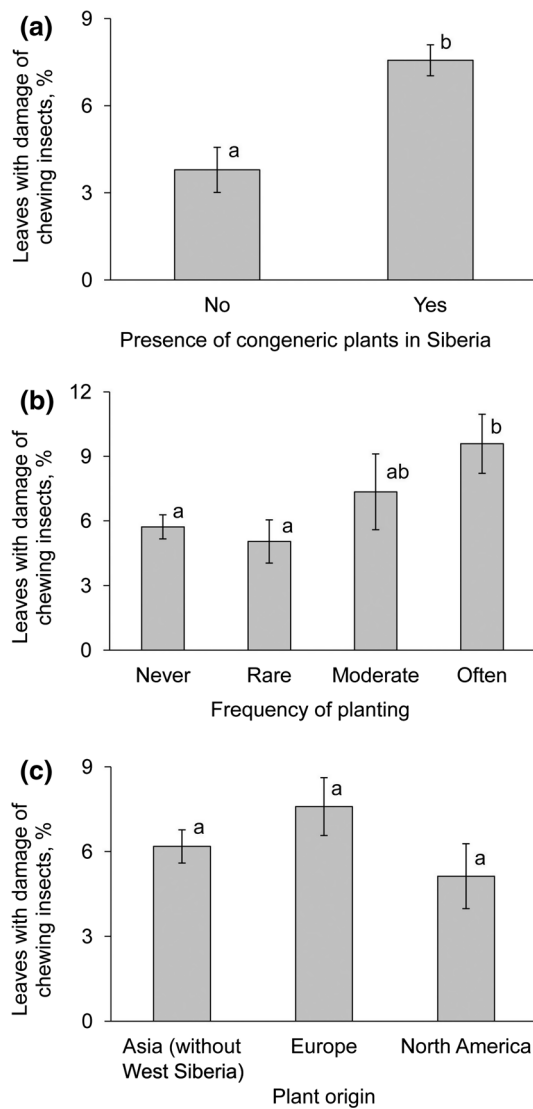 (a)
Leaves with damage of
chewing insects, %
9
6
3
0
a
b
No
Yes
Presence of congeneric plants in Siberia
(b)
Leaves with damage of
chewing insects, %
12
9
6
3
0
a
a
ab
b
Never
Rare
Moderate
Often
Frequency of planting
(c)
Leaves with damage of
chewing insects, %
9
6
3
0
a
a
a
Asia (without
West Siberia)
Europe
North America
Plant origin